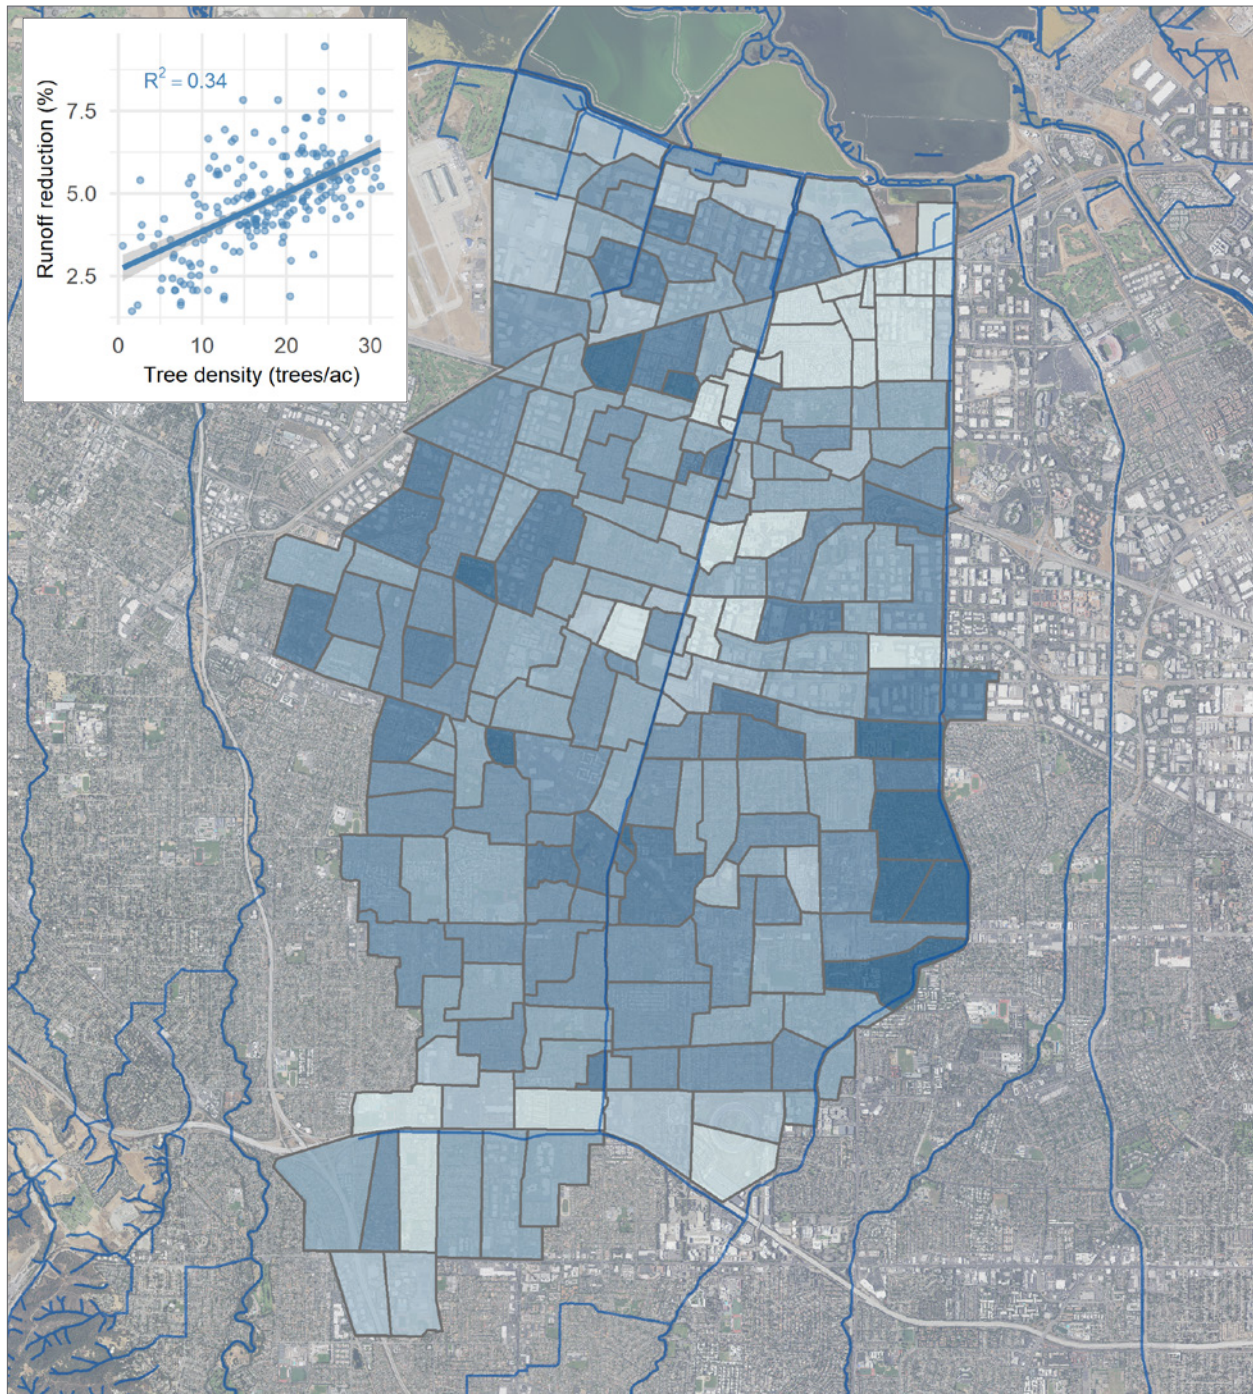 R² = 0.34
Runoff reduction (%)
7.5
5.0
2.5
0 10 20 30
Tree density (trees/ac)